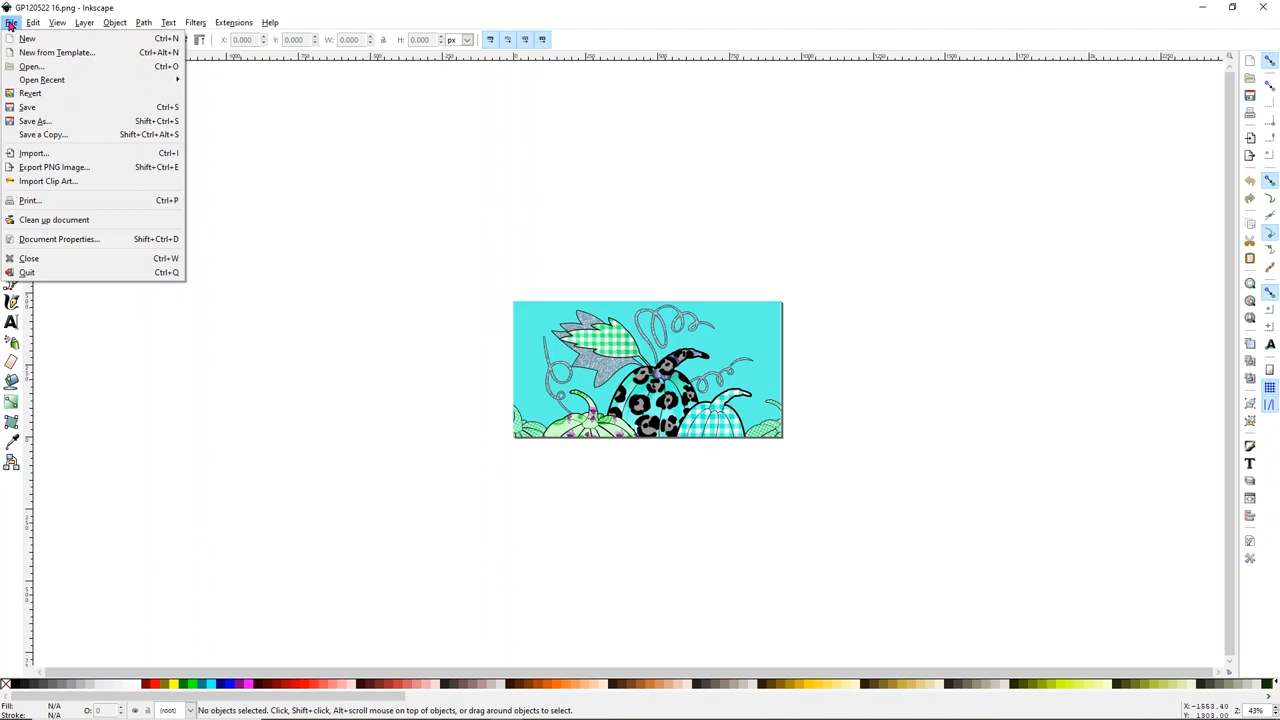 GP120522 16.png - Inkscape
File Edit View Layer Object Path Text Filters Extensions Help
X: 0.000 Y: 0.000 W: 0.000 H: 0.000 px
New Ctrl+N
New from Template... Ctrl+Alt+N
Open... Ctrl+O
Open Recent
Revert
Save Ctrl+S
Save As... Shift+Ctrl+S
Save a Copy... Shift+Ctrl+Alt+S
Import... Ctrl+I
Export PNG Image... Shift+Ctrl+E
Import Clip Art...
Print... Ctrl+P
Clean up document
Document Properties... Shift+Ctrl+D
Close Ctrl+W
Quit Ctrl+Q
Fill: N/A
Stroke: N/A
O: 0
(root)
No objects selected. Click, Shift+click, Alt+scroll mouse on top of objects, or drag around objects to select.
X: -1553.40
Y: 1303.00
Z: 43%